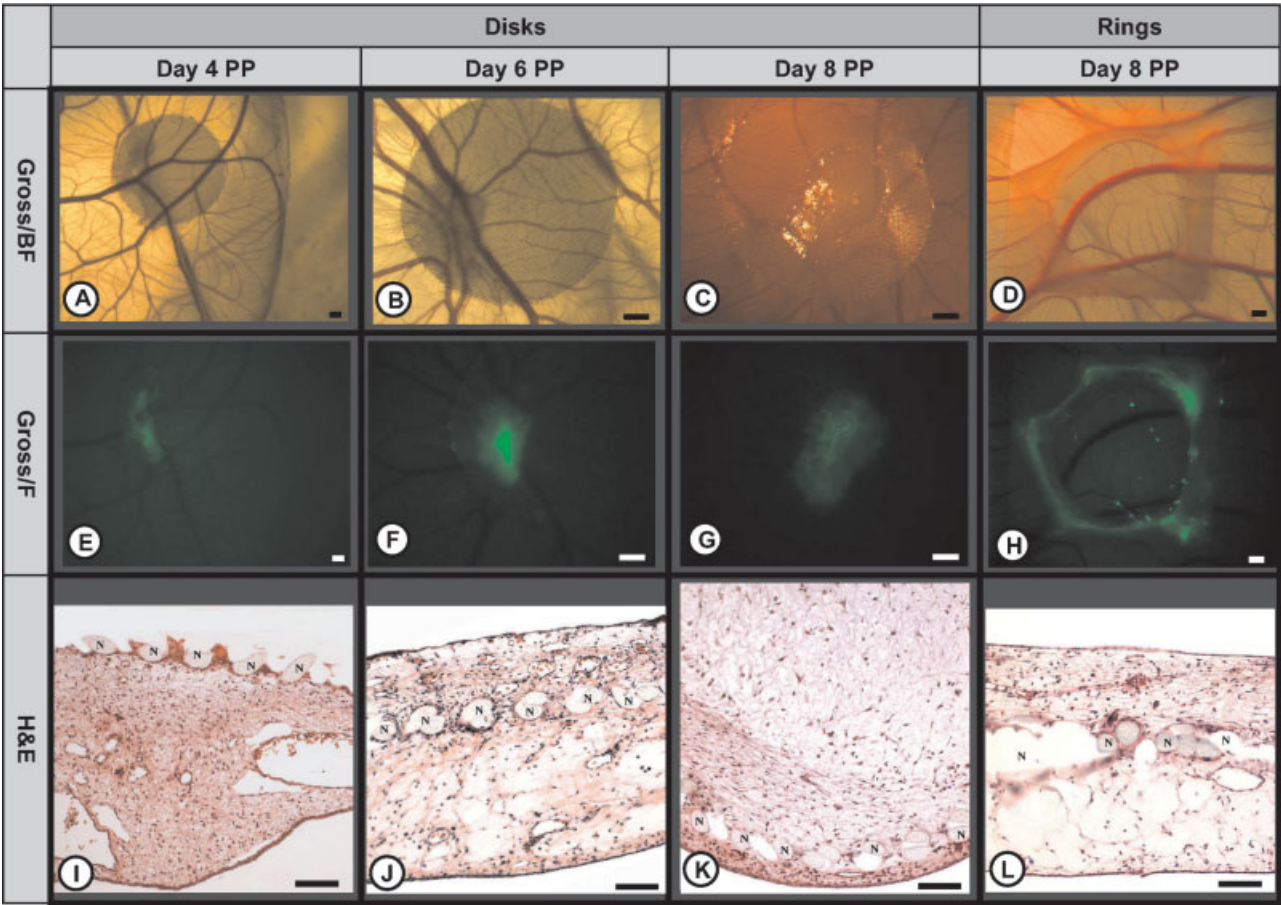 Disks Rings
Day 4 PP Day 6 PP Day 8 PP Day 8 PP
Gross/BF
A B C D
Gross/F
E F G H
H&E
N N N N N
N N N N N N
N N N N N
N N N N
I J K L